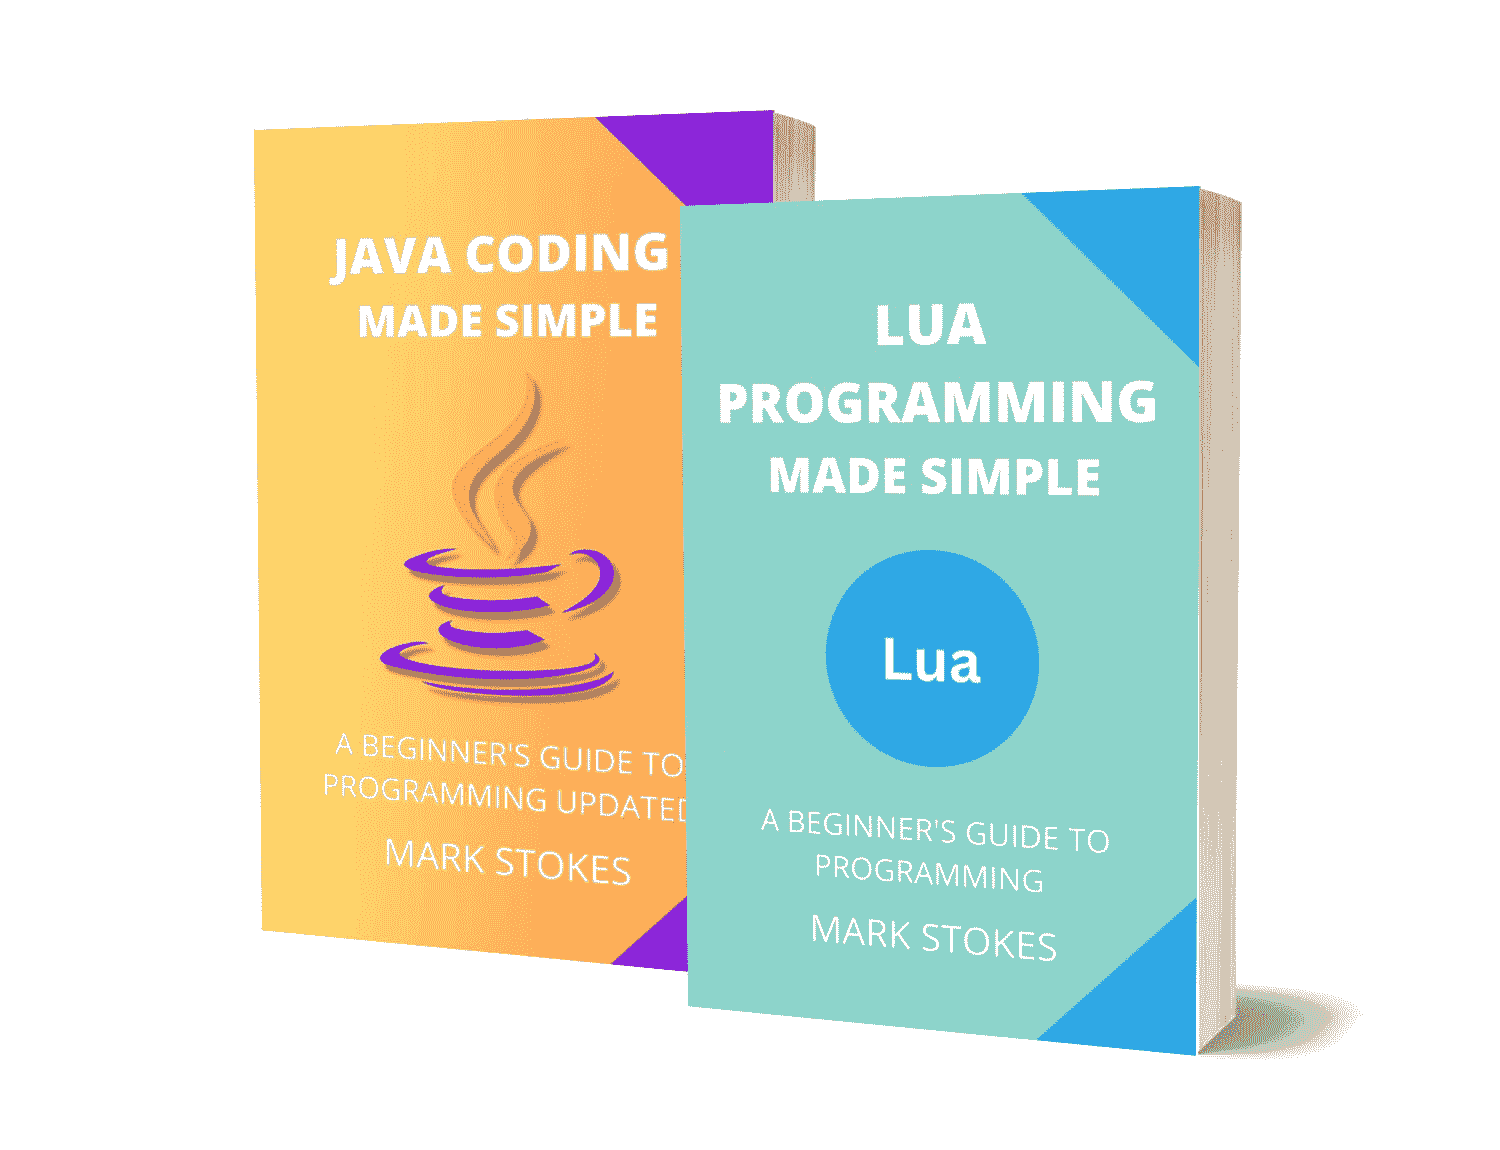 JAVA CODING
MADE SIMPLE
A BEGINNER'S GUIDE TO
PROGRAMMING UPDATED
MARK STOKES
LUA
PROGRAMMING
MADE SIMPLE
Lua
A BEGINNER'S GUIDE TO
PROGRAMMING
MARK STOKES